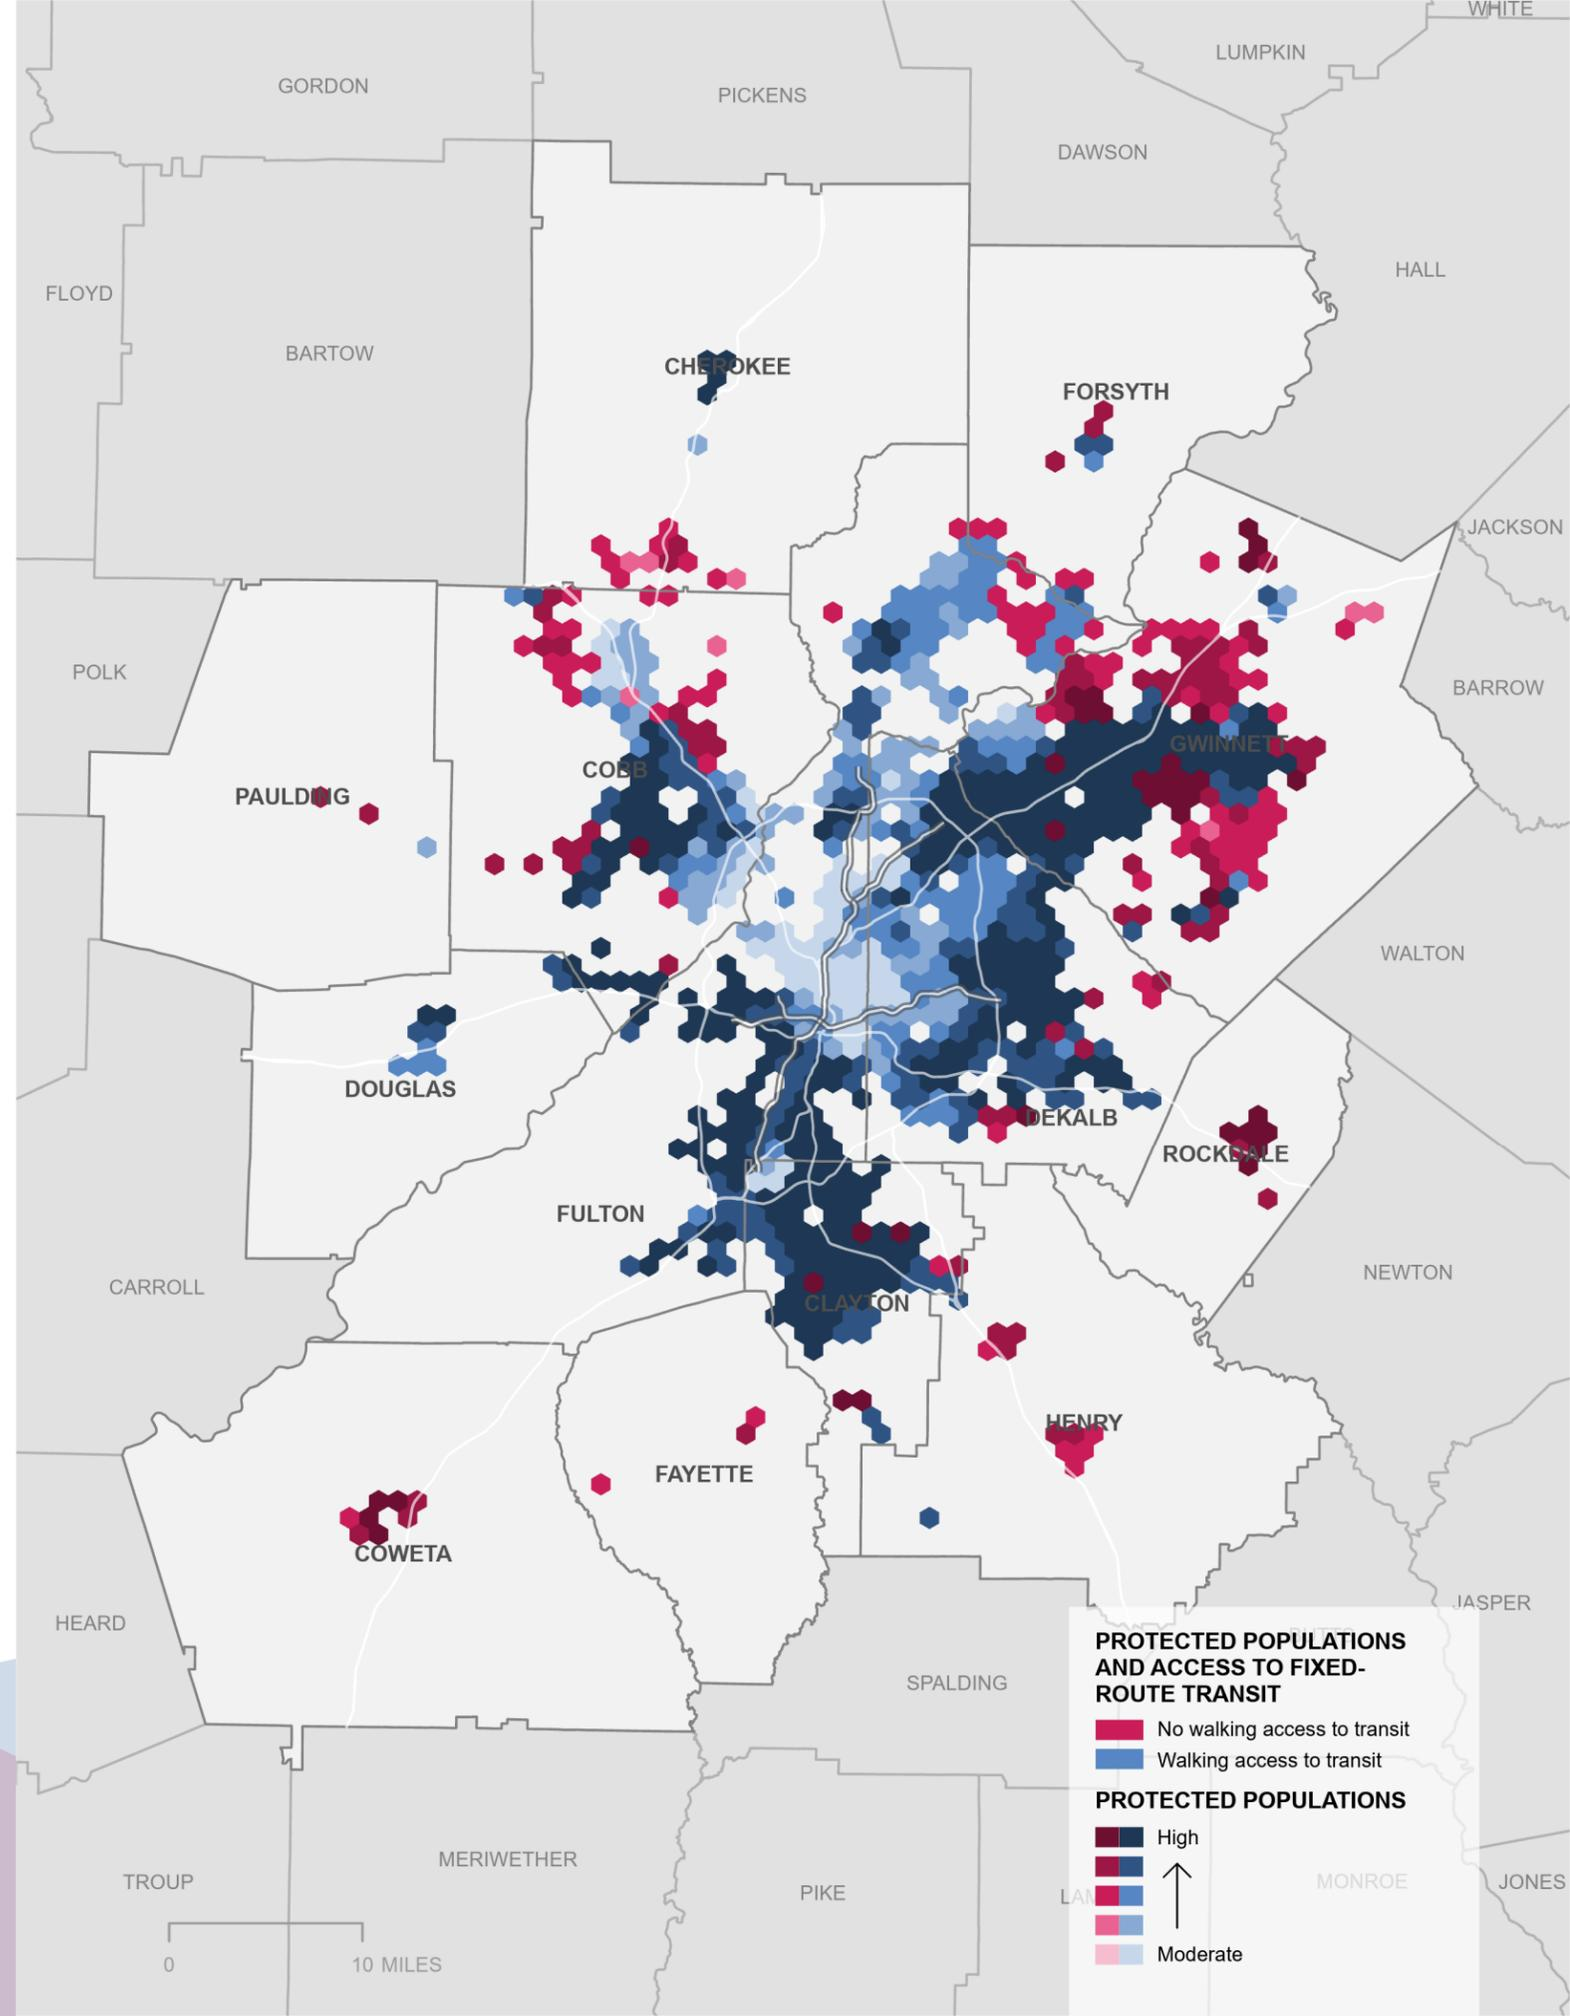 WHITE
LUMPKIN
GORDON
PICKENS
DAWSON
HALL
FLOYD
BARTOW
CHEROKEE
FORSYTH
JACKSON
POLK
BARROW
GWINNETT
COBB
PAULDING
WALTON
DOUGLAS
DEKALB
ROCKDALE
FULTON
NEWTON
CARROLL
CLAYTON
HENRY
FAYETTE
COWETA
JASPER
HEARD
BUTTS
PROTECTED POPULATIONS
AND ACCESS TO FIXED-
ROUTE TRANSIT
SPALDING
No walking access to transit
Walking access to transit
PROTECTED POPULATIONS
High
MERIWETHER
TROUP
PIKE
LAM
MONROE
JONES
Moderate
0 10 MILES